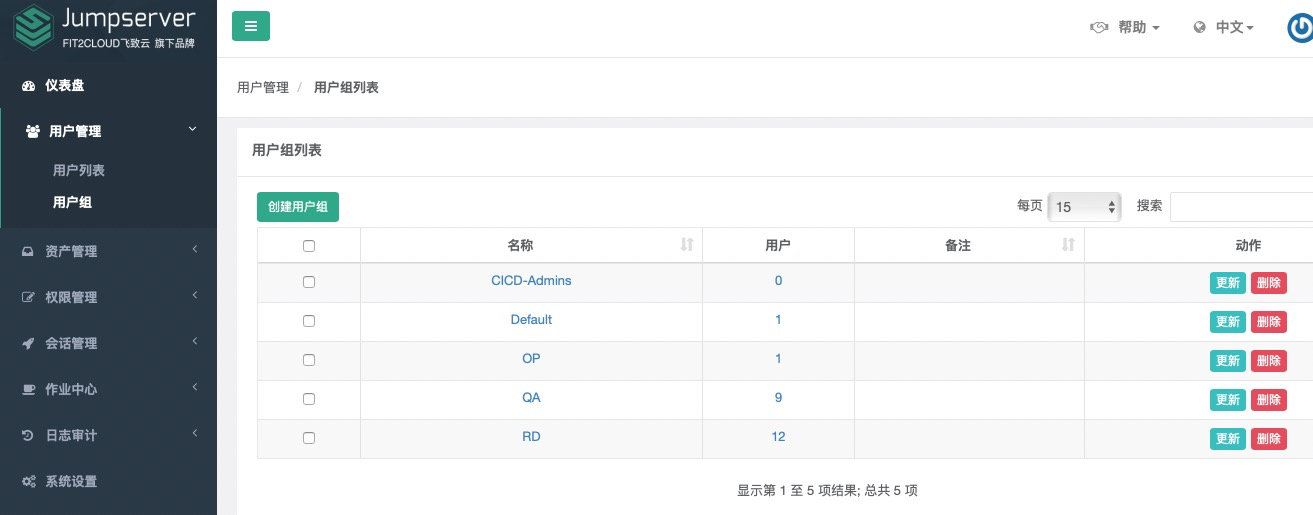 Jumpserver
FIT2CLOUD飞致云 旗下品牌
帮助
中文
仪表盘
用户管理
用户列表
用户组
资产管理
权限管理
会话管理
作业中心
日志审计
系统设置
用户管理 / 用户组列表
用户组列表
创建用户组 每页 15 搜索
名称 用户 备注 动作
CICD-Admins 0 更新 删除
Default 1 更新 删除
OP 1 更新 删除
QA 9 更新 删除
RD 12 更新 删除
显示第 1 至 5 项结果; 总共 5 项